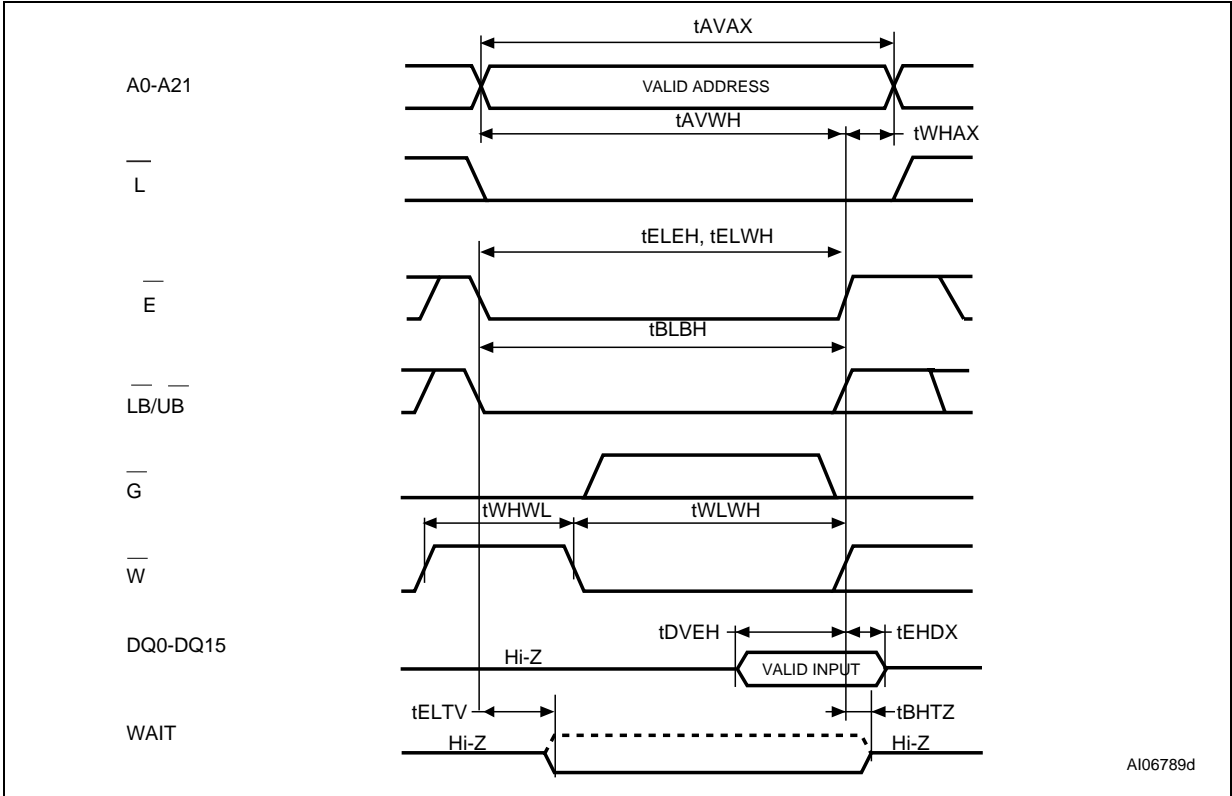 tAVAX
A0-A21
VALID ADDRESS
tAVWH
tWHAX
L
tELEH, tELWH
E
tBLBH
LB/UB
G
tWHWL
tWLWH
W
tDVEH
tEHDX
DQ0-DQ15
Hi-Z
VALID INPUT
tELTV
tBHTZ
WAIT
Hi-Z
Hi-Z
AI06789d